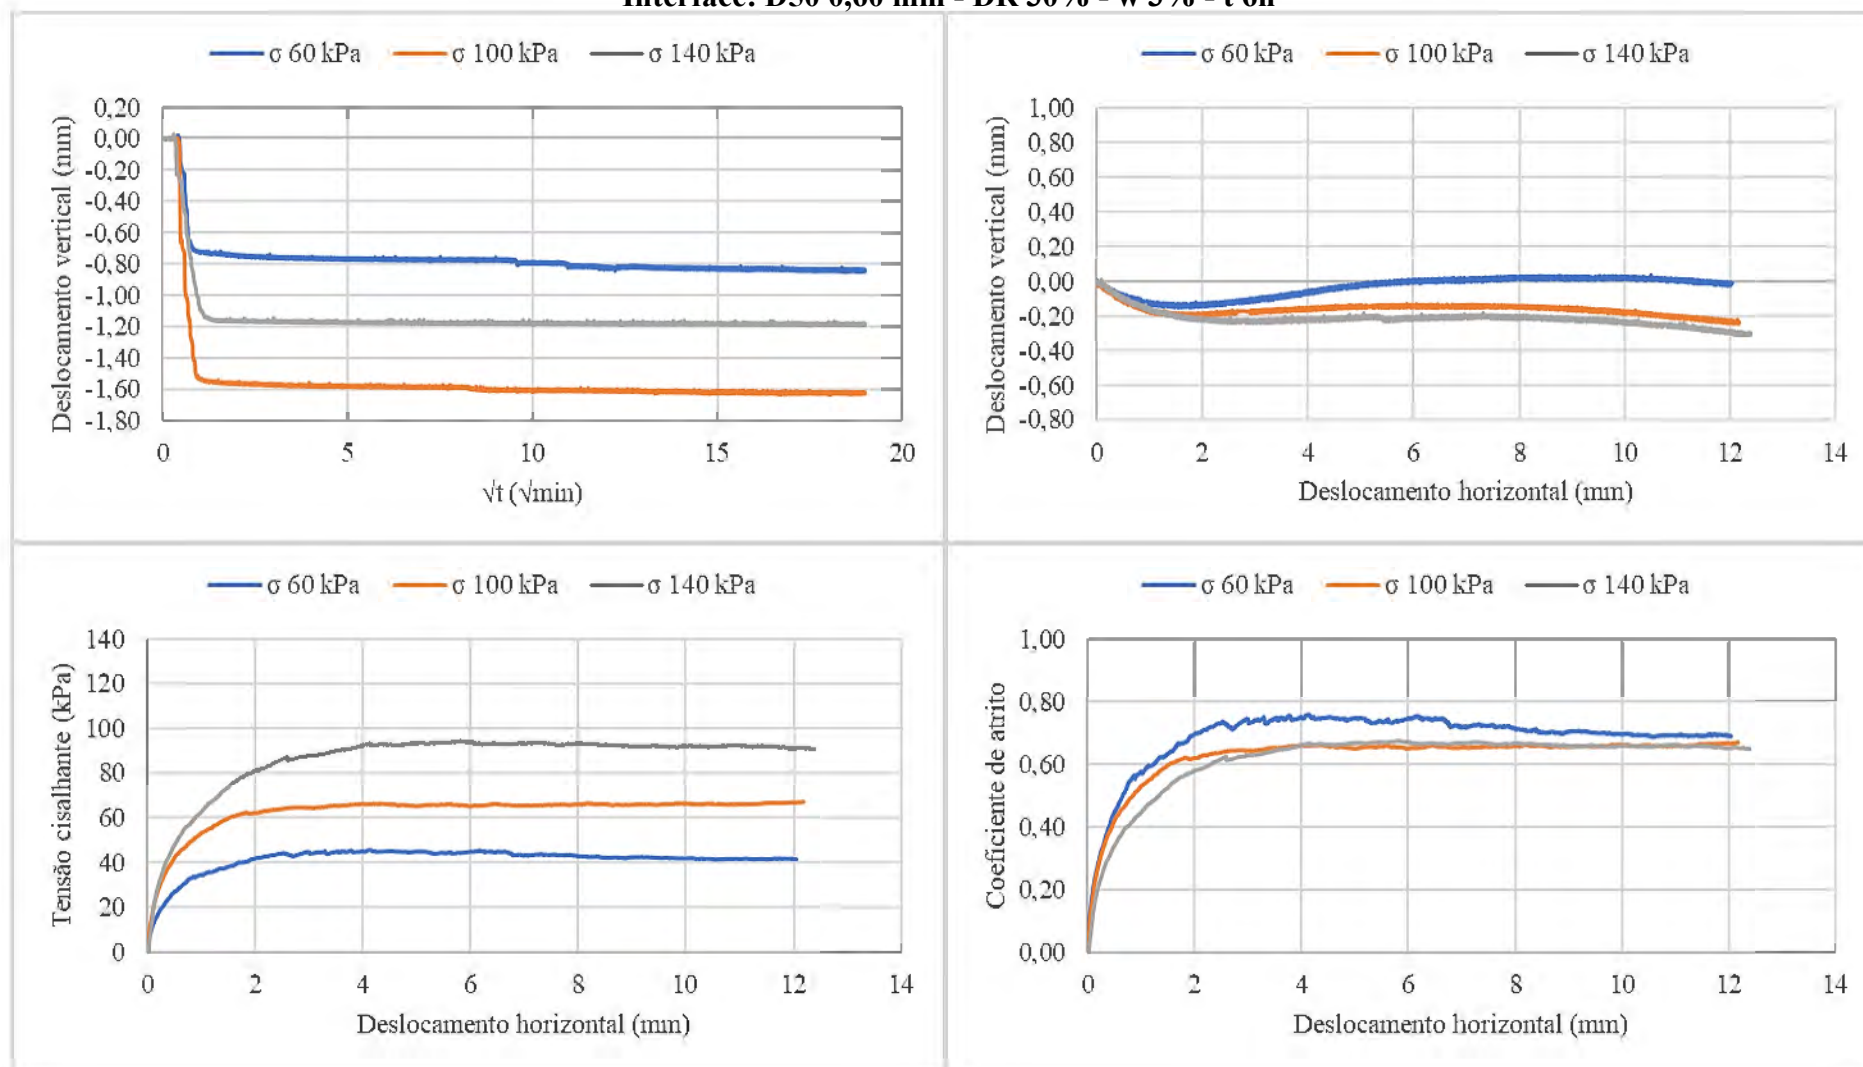 σ 60 kPa σ 100 kPa σ 140 kPa
0,20
0,00
-0,20
-0,40
-0,60
-0,80
-1,00
-1,20
-1,40
-1,60
-1,80
Deslocamento vertical (mm)
0 5 10 15 20
√t (√min)
σ 60 kPa σ 100 kPa σ 140 kPa
1,00
0,80
0,60
0,40
0,20
0,00
-0,20
-0,40
-0,60
-0,80
Deslocamento vertical (mm)
0 2 4 6 8 10 12 14
Deslocamento horizontal (mm)
σ 60 kPa σ 100 kPa σ 140 kPa
140
120
100
80
60
40
20
0
Tensão cisalhante (kPa)
0 2 4 6 8 10 12 14
Deslocamento horizontal (mm)
σ 60 kPa σ 100 kPa σ 140 kPa
1,00
0,80
0,60
0,40
0,20
0,00
Coeficiente de atrito
0 2 4 6 8 10 12 14
Deslocamento horizontal (mm)